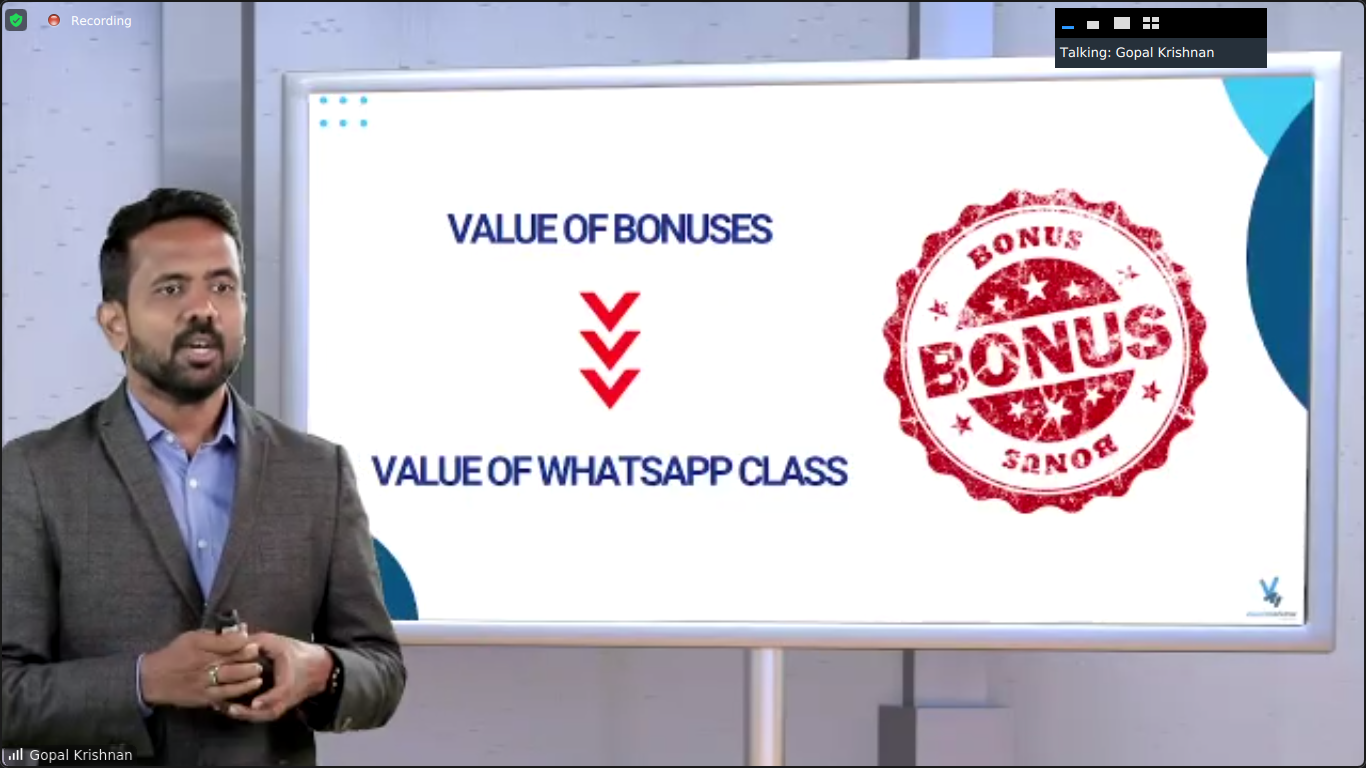 Recording
Talking: Gopal Krishnan
VALUE OF BONUSES
VALUE OF WHATSAPP CLASS
BONUS
BONUS
BONUS
Gopal Krishnan